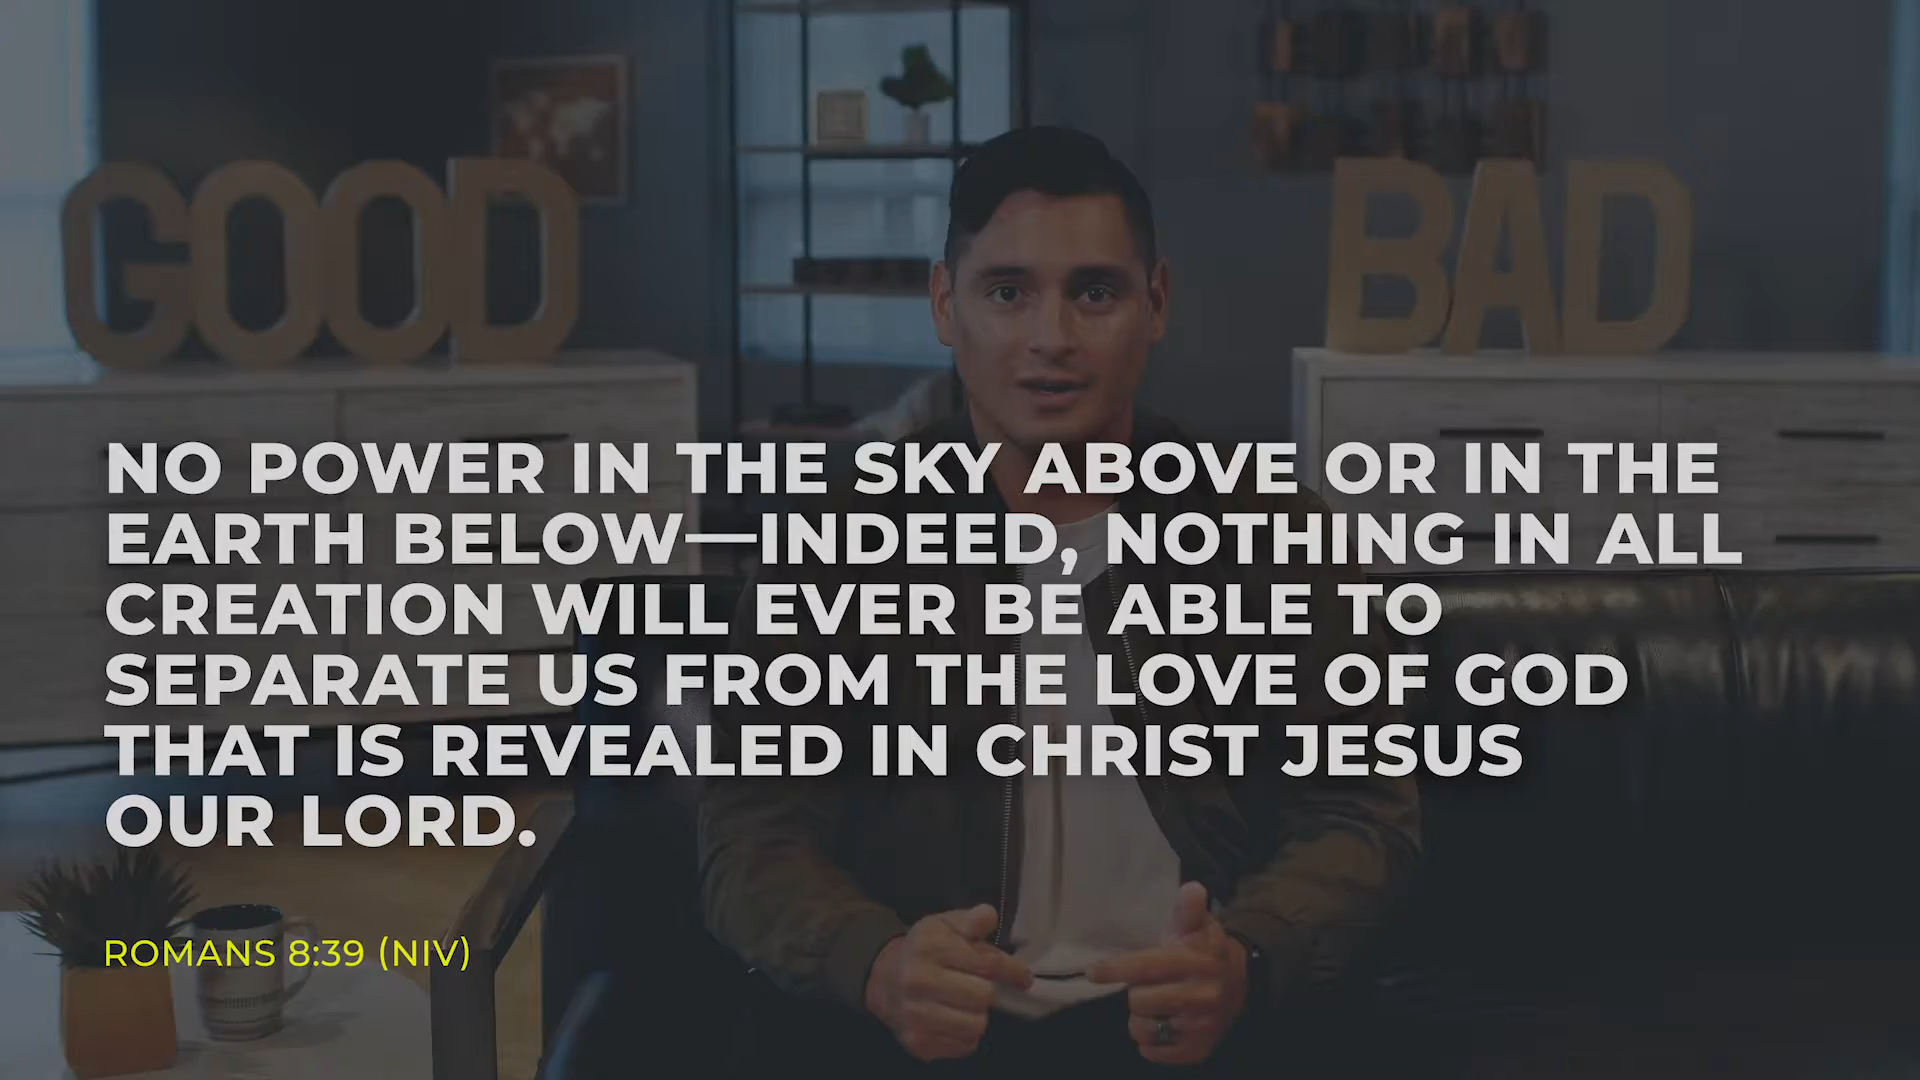 GOOD
BAD
NO POWER IN THE SKY ABOVE OR IN THE
EARTH BELOW—INDEED, NOTHING IN ALL
CREATION WILL EVER BE ABLE TO
SEPARATE US FROM THE LOVE OF GOD
THAT IS REVEALED IN CHRIST JESUS
OUR LORD.
ROMANS 8:39 (NIV)